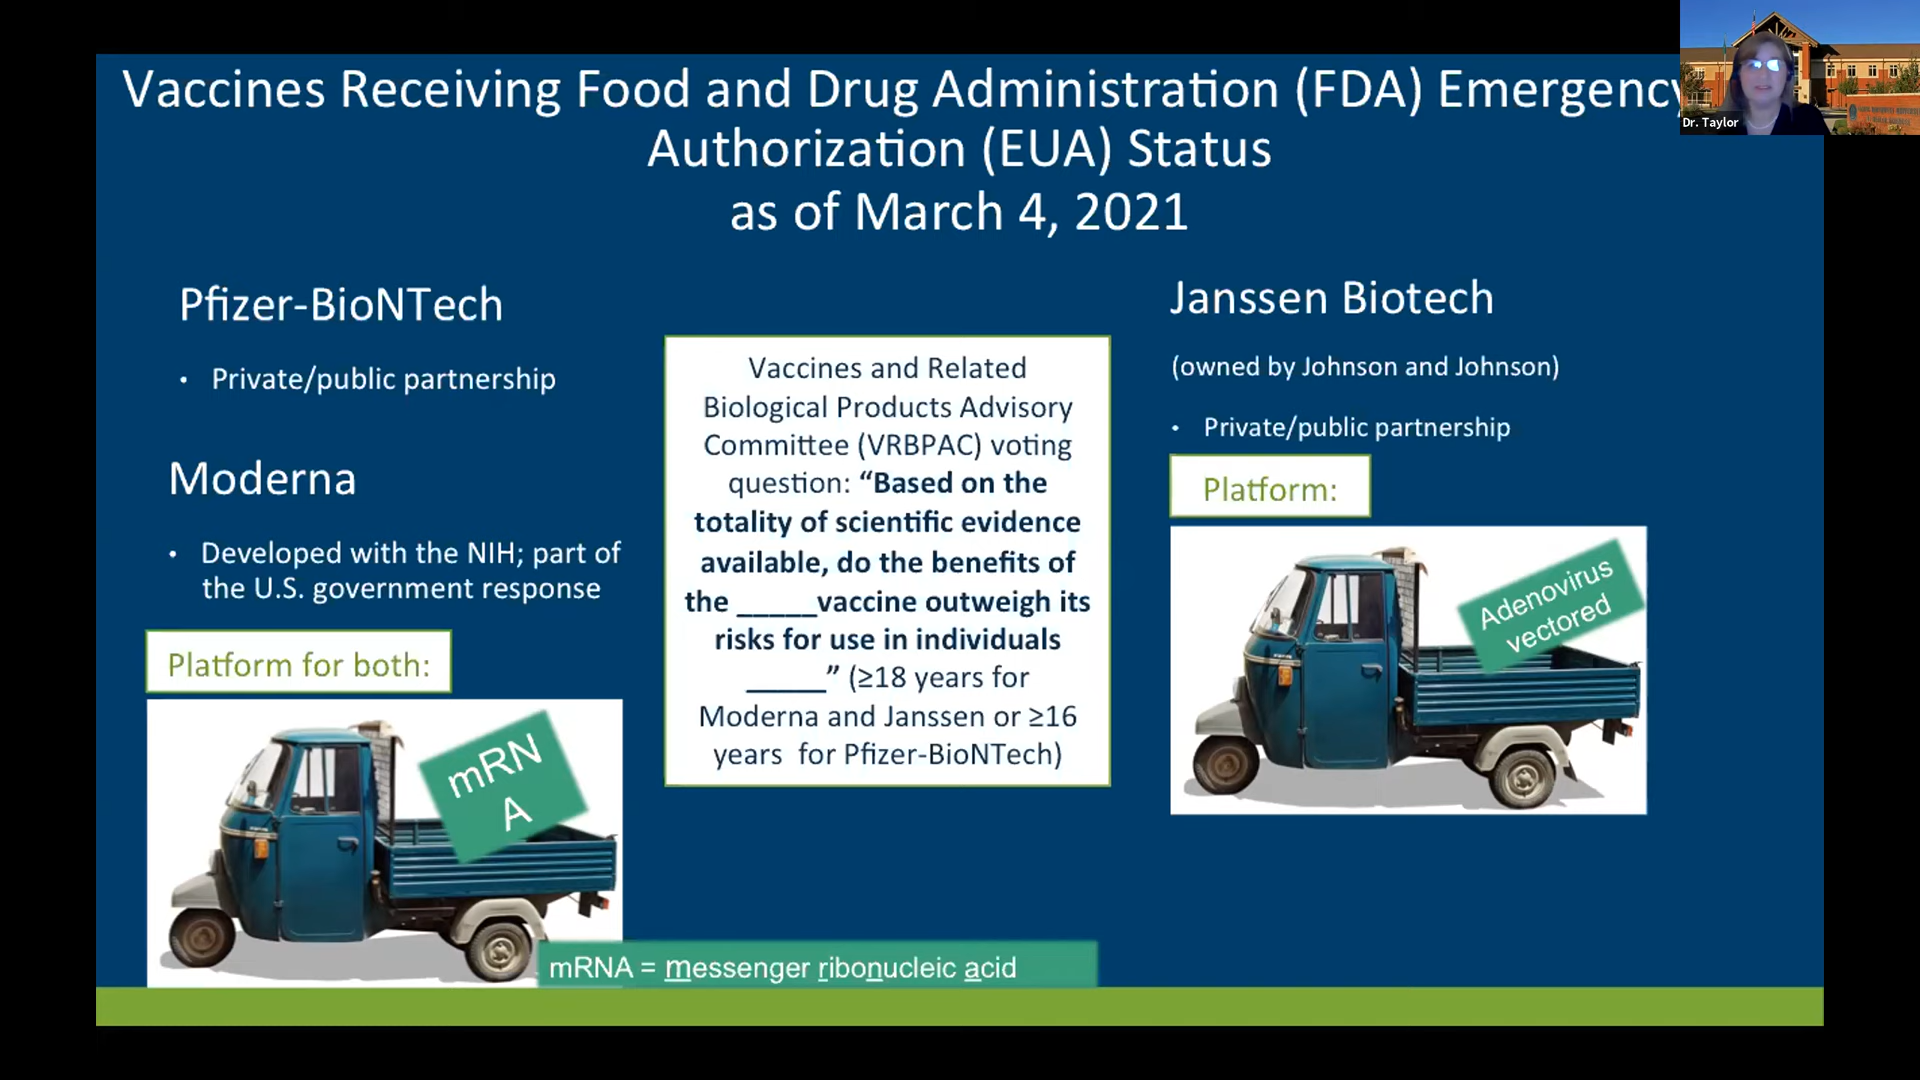 Vaccines Receiving Food and Drug Administration (FDA) Emergency
Authorization (EUA) Status
as of March 4, 2021
Dr. Taylor
Pfizer-BioNTech
• Private/public partnership
Moderna
• Developed with the NIH; part of
the U.S. government response
Platform for both:
mRN
A
mRNA = messenger ribonucleic acid
Vaccines and Related
Biological Products Advisory
Committee (VRBPAC) voting
question: “Based on the
totality of scientific evidence
available, do the benefits of
the _____vaccine outweigh its
risks for use in individuals
_____” (≥18 years for
Moderna and Janssen or ≥16
years for Pfizer-BioNTech)
Janssen Biotech
(owned by Johnson and Johnson)
• Private/public partnership
Platform:
Adenovirus
vectored